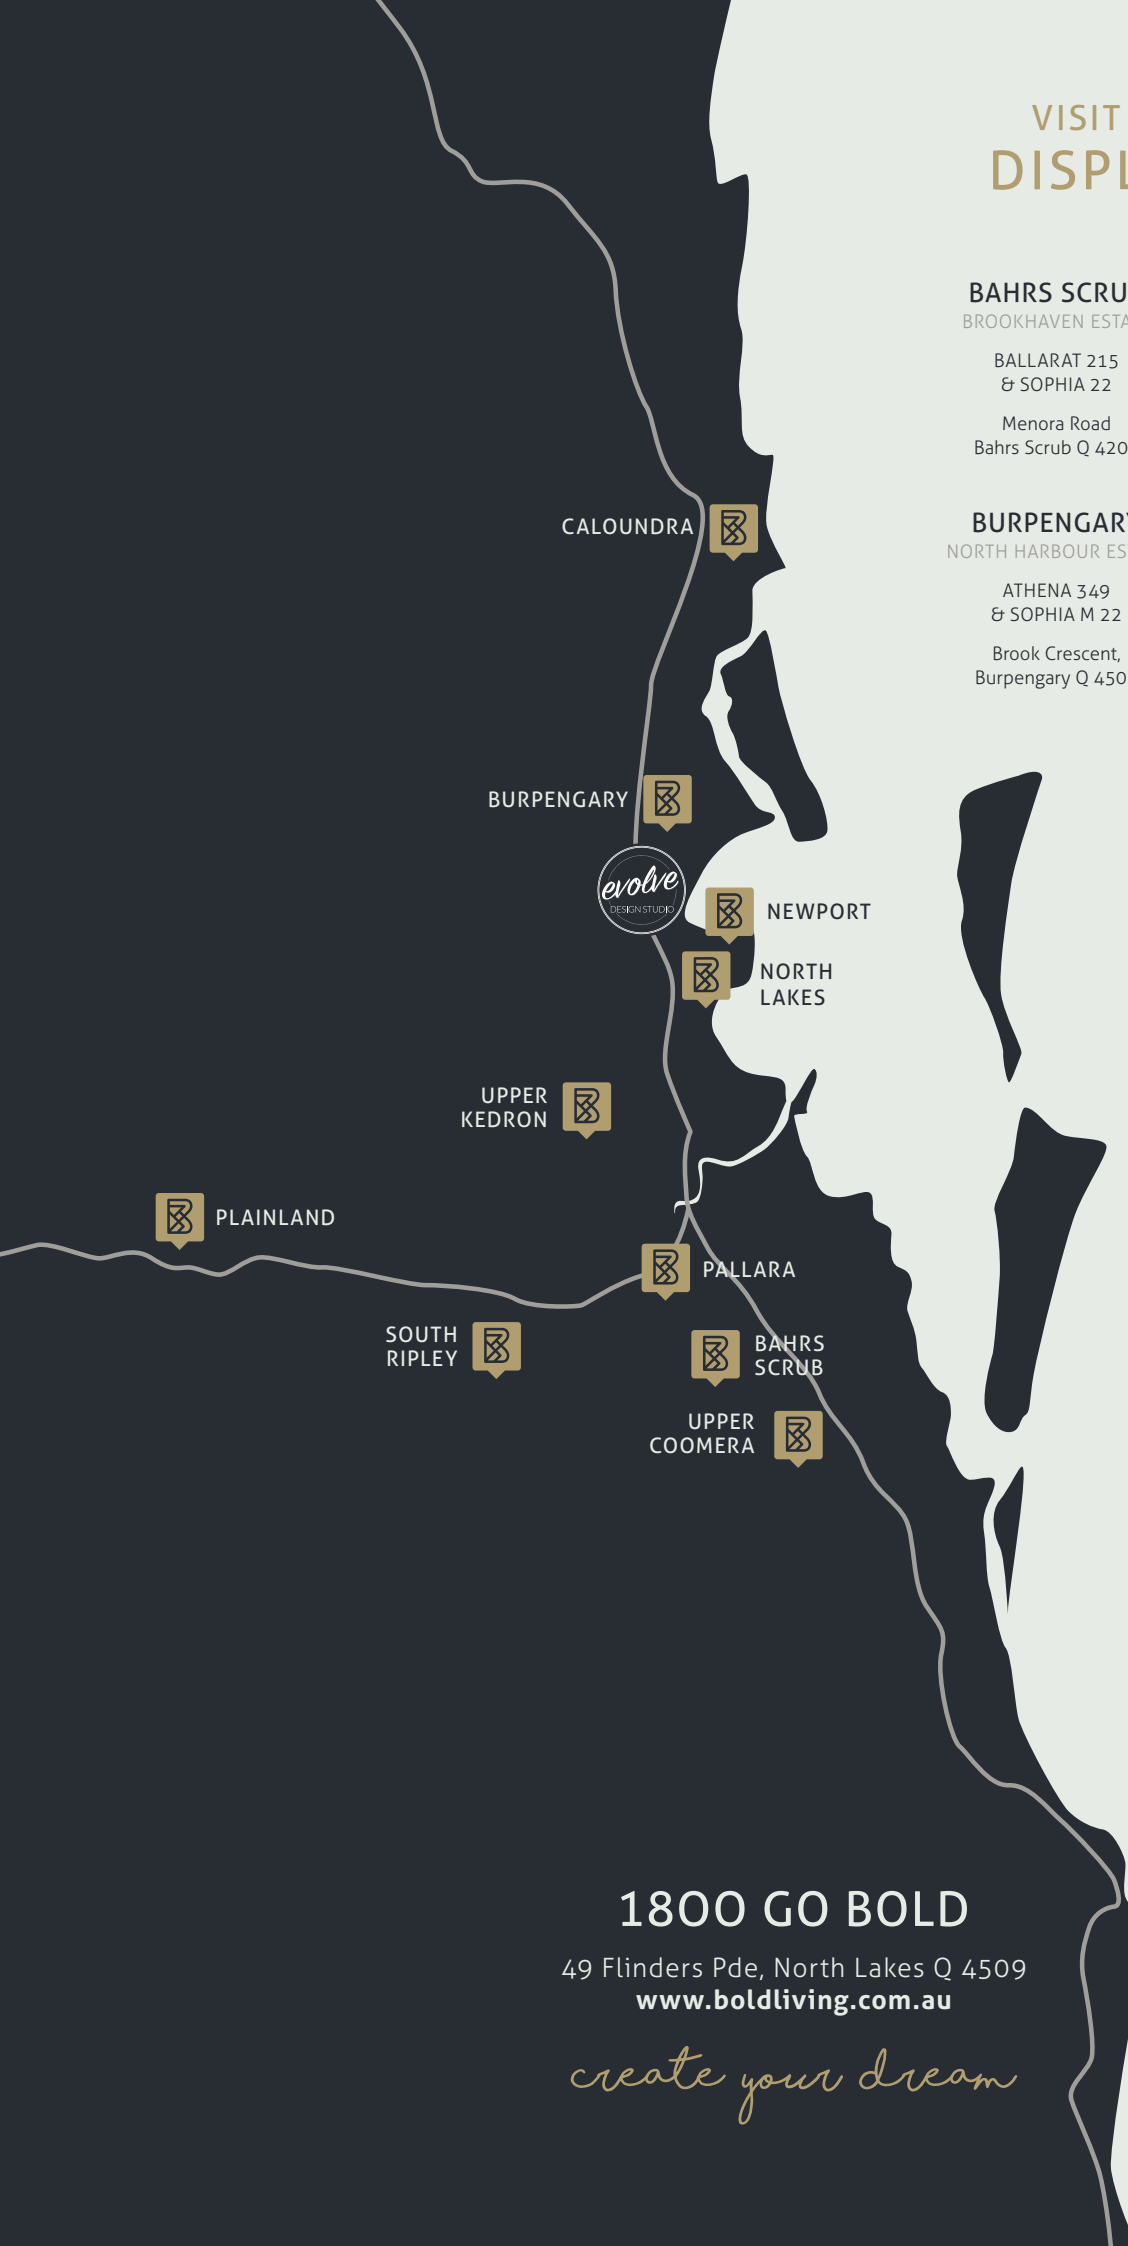 VISIT
DISPL
BAHRS SCRU
BROOKHAVEN ESTA
BALLARAT 215
& SOPHIA 22
Menora Road
Bahrs Scrub Q 420
BURPENGARY
NORTH HARBOUR ES
ATHENA 349
& SOPHIA M 22
Brook Crescent,
Burpengary Q 450
CALOUNDRA
BURPENGARY
evolve
DESIGN STUDIO
NEWPORT
NORTH
LAKES
UPPER
KEDRON
PLAINLAND
PALLARA
SOUTH
RIPLEY
BAHRS
SCRUB
UPPER
COOMERA
1800 GO BOLD
49 Flinders Pde, North Lakes Q 4509
www.boldliving.com.au
create your dream